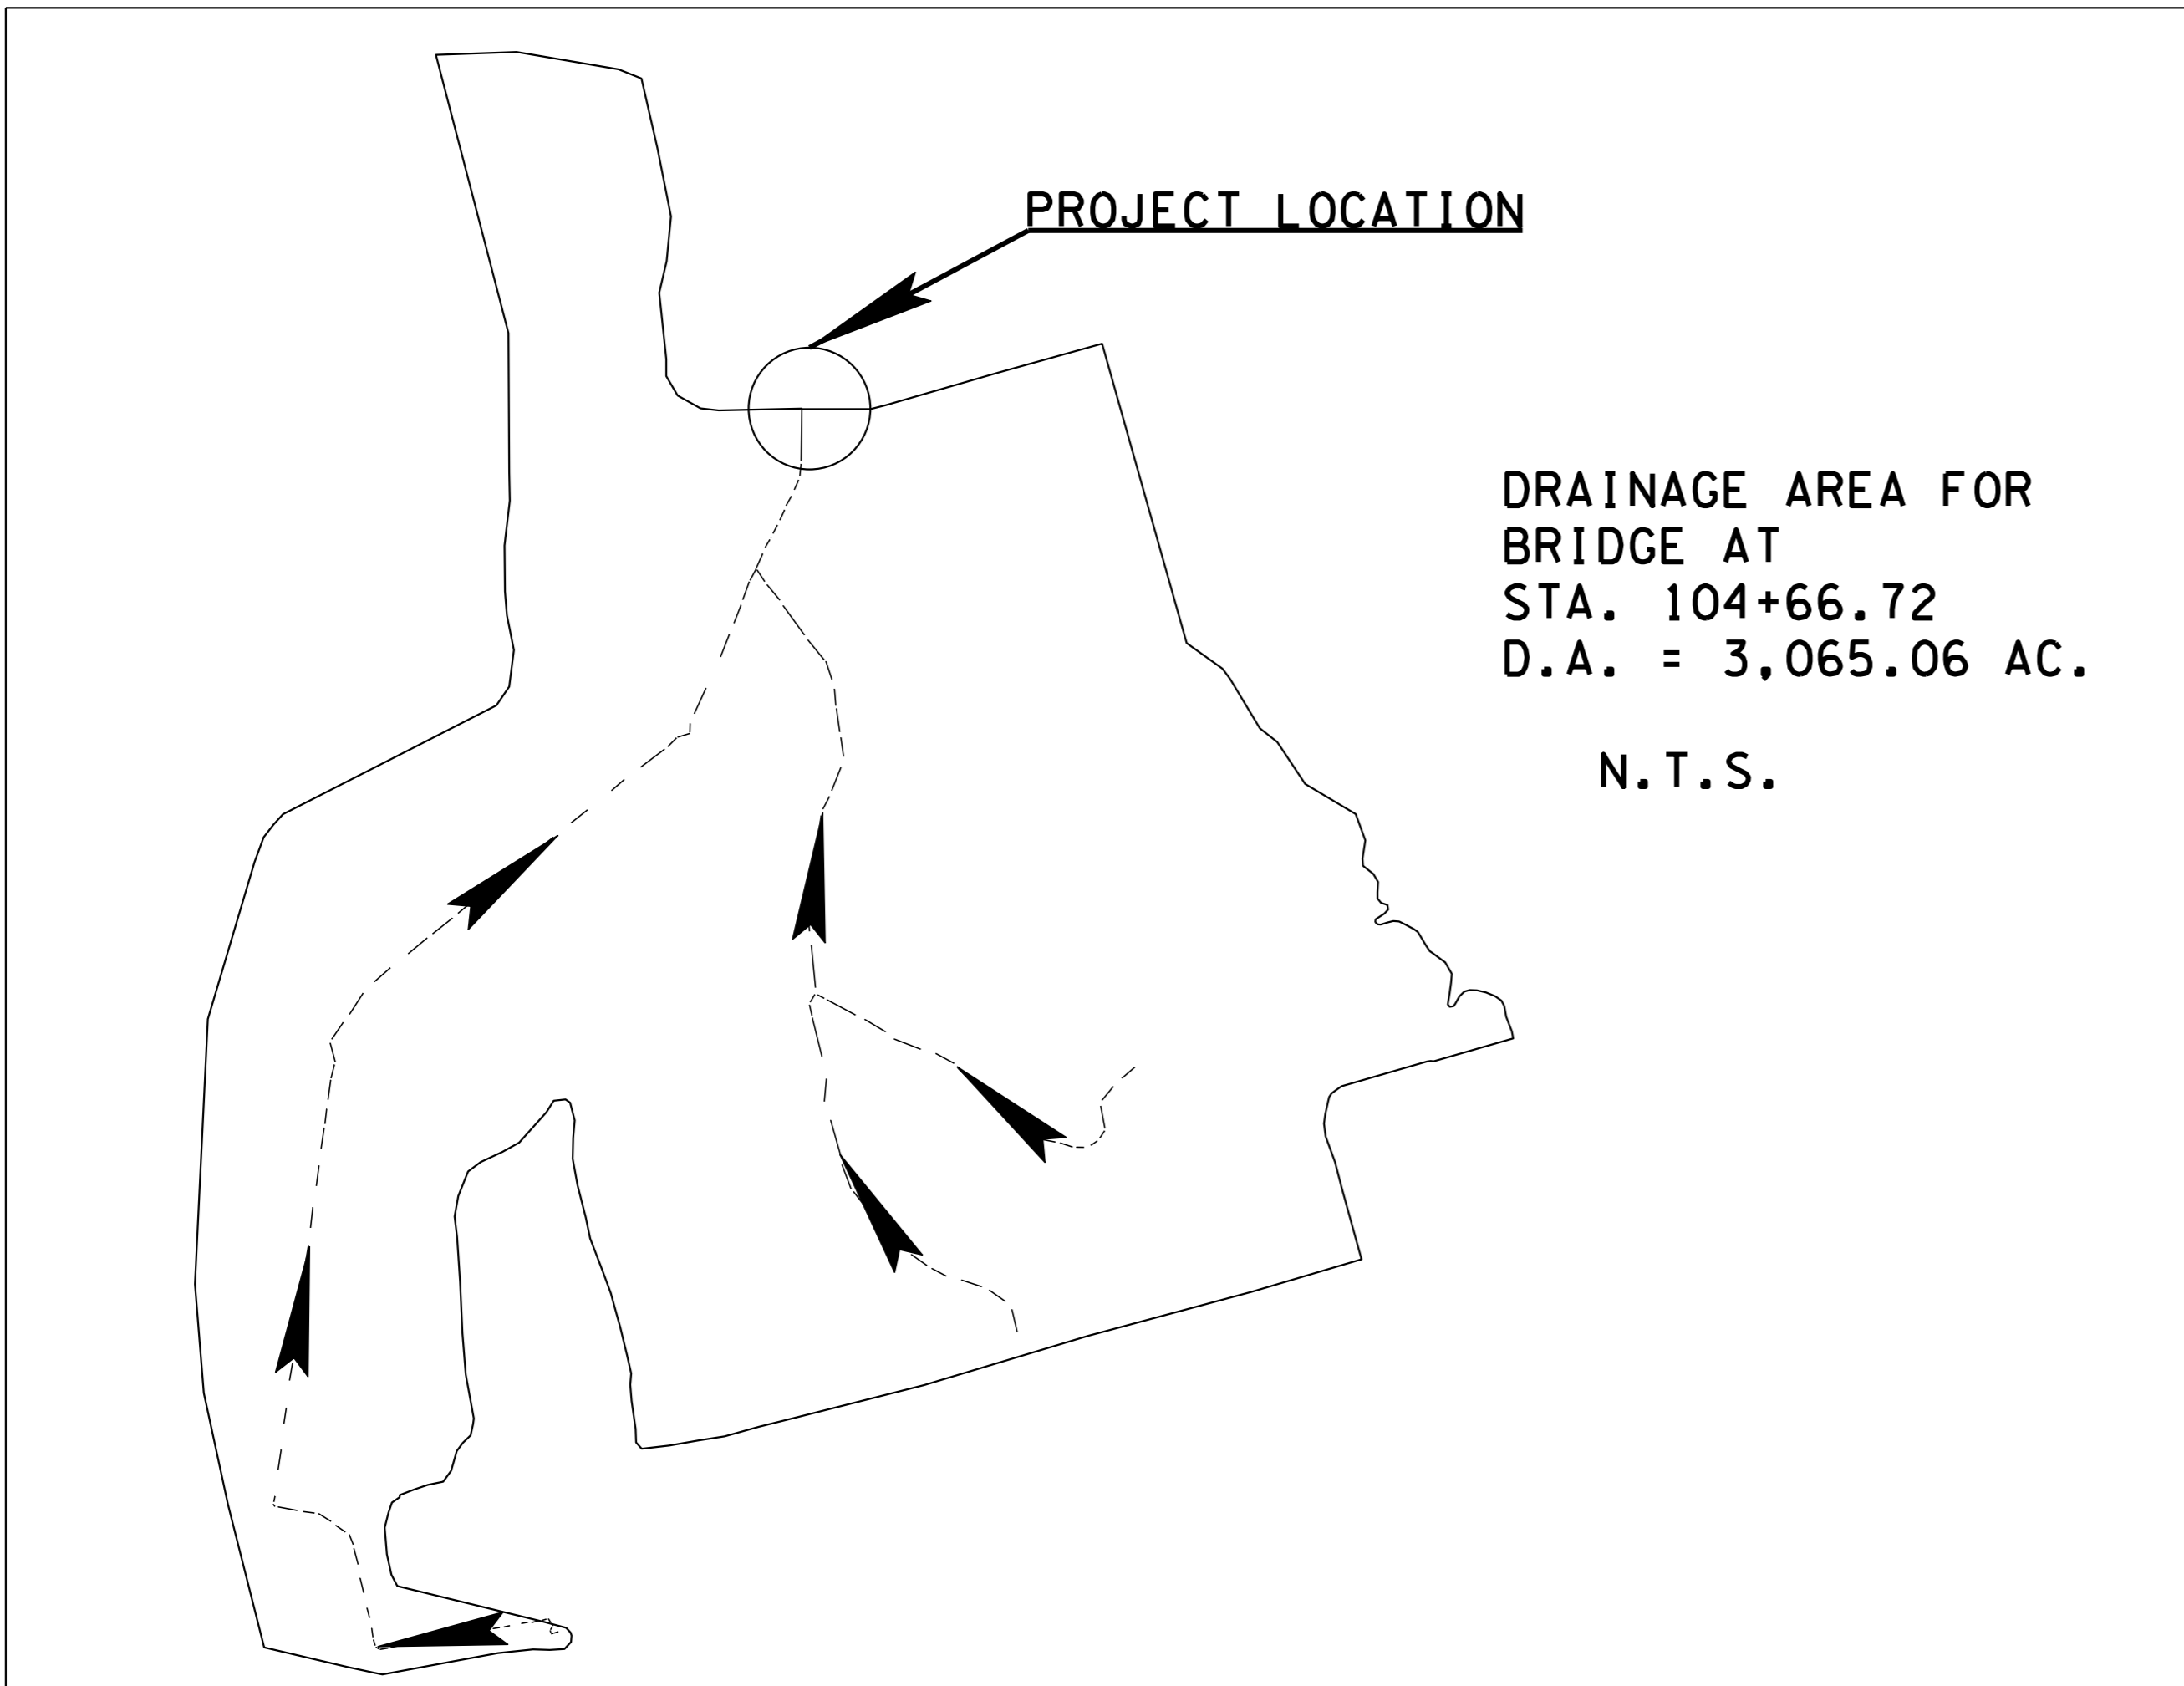 PROJECT LOCATION
DRAINAGE AREA FOR
BRIDGE AT
STA. 104+66.72
D.A. = 3,065.06 AC.
N.T.S.